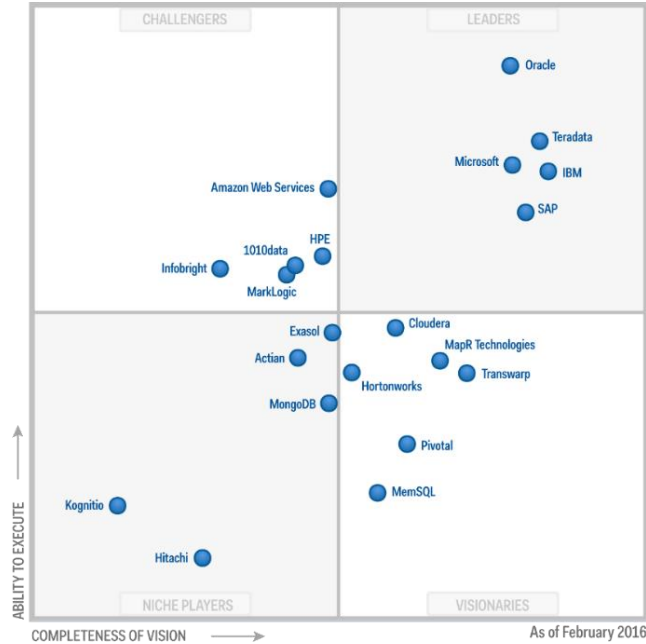 CHALLENGERS
LEADERS
Oracle
Teradata
Microsoft
IBM
Amazon Web Services
SAP
HPE
1010data
Infobright
MarkLogic
Exasol
Cloudera
Actian
MapR Technologies
Transwarp
Hortonworks
MongoDB
Pivotal
MemSQL
Kognitio
Hitachi
NICHE PLAYERS
VISIONARIES
ABILITY TO EXECUTE
COMPLETENESS OF VISION
As of February 2016